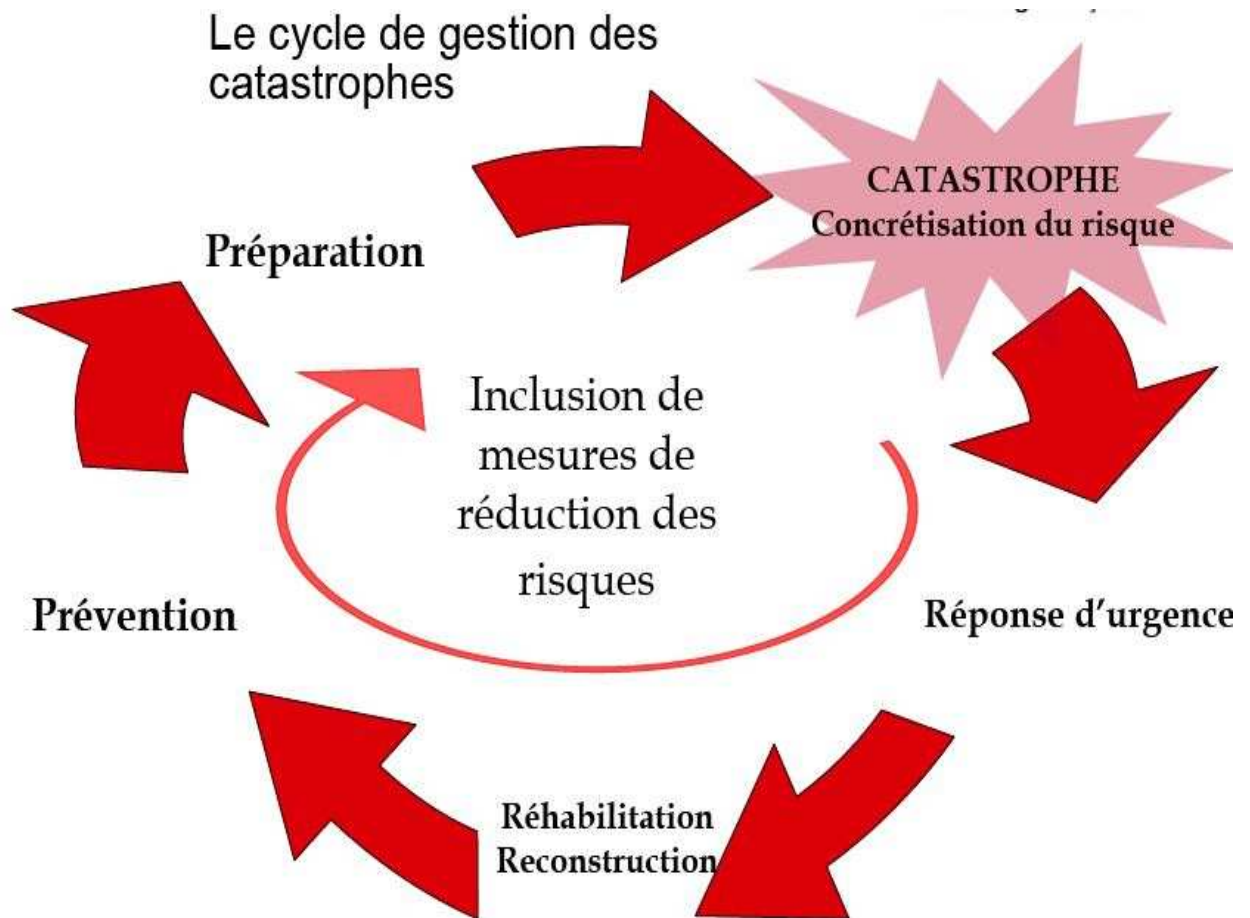 Le cycle de gestion des
catastrophes
CATASTROPHE
Concrétisation du risque
Préparation
Inclusion de
mesures de
réduction des
risques
Prévention
Réponse d’urgence
Réhabilitation
Reconstruction